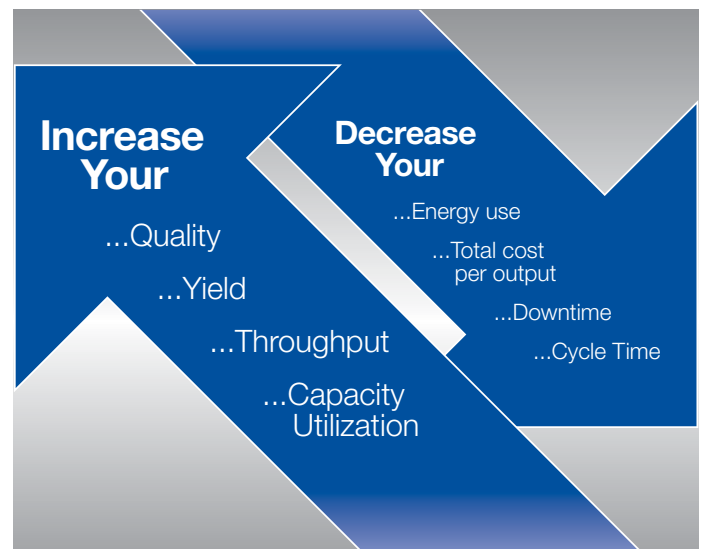 Increase
Your
...Quality
...Yield
...Throughput
...Capacity
Utilization
Decrease
Your
...Energy use
...Total cost
per output
...Downtime
...Cycle Time